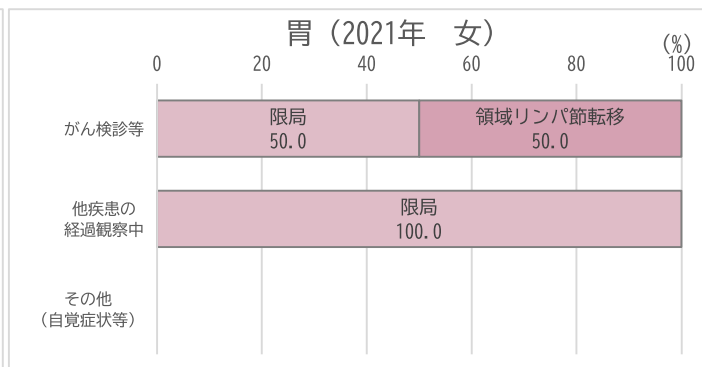 胃（2021年　女）
(%)
0 20 40 60 80 100
がん検診等
限局 領域リンパ節転移
50.0 50.0
他疾患の
経過観察中
限局
100.0
その他
（自覚症状等）